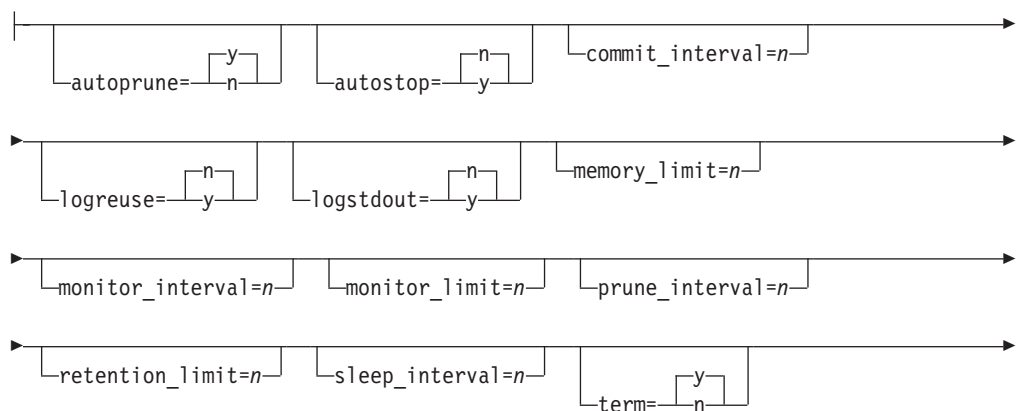 y n n
autoprune= n autostop= y commit_interval=n
n n
logreuse= y logstdout= y memory_limit=n
monitor_interval=n monitor_limit=n prune_interval=n
retention_limit=n sleep_interval=n
y
term= n